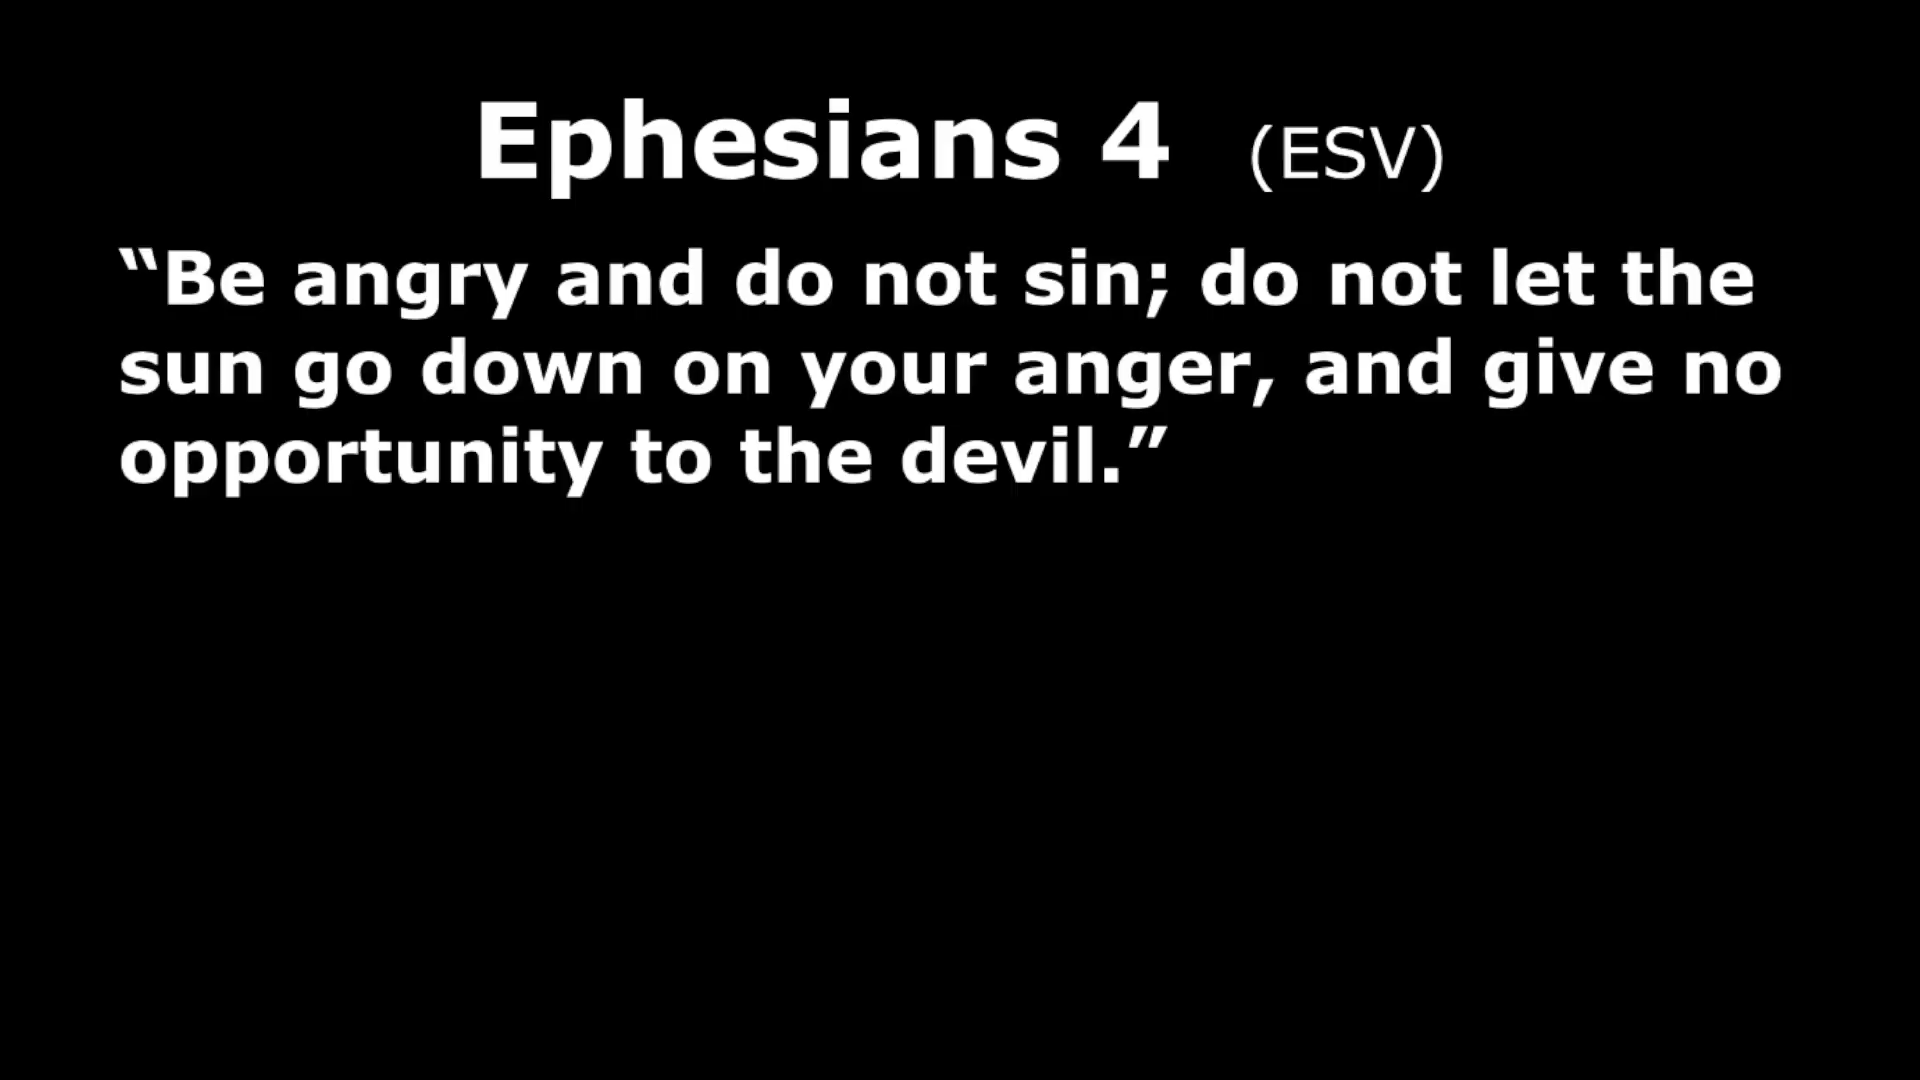 Ephesians 4 (ESV)
“Be angry and do not sin; do not let the
sun go down on your anger, and give no
opportunity to the devil.”